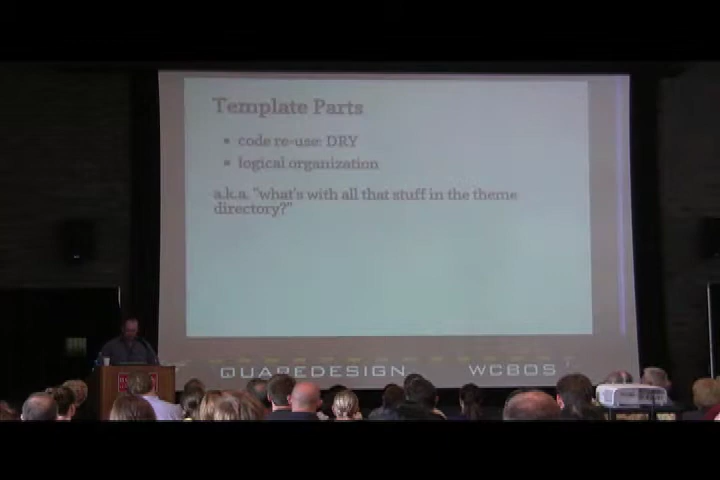 Template Parts
code re-use: DRY
logical organization
a.k.a. "what's with all that stuff in the theme
directory?"
QUAREDESIGN WCBOS